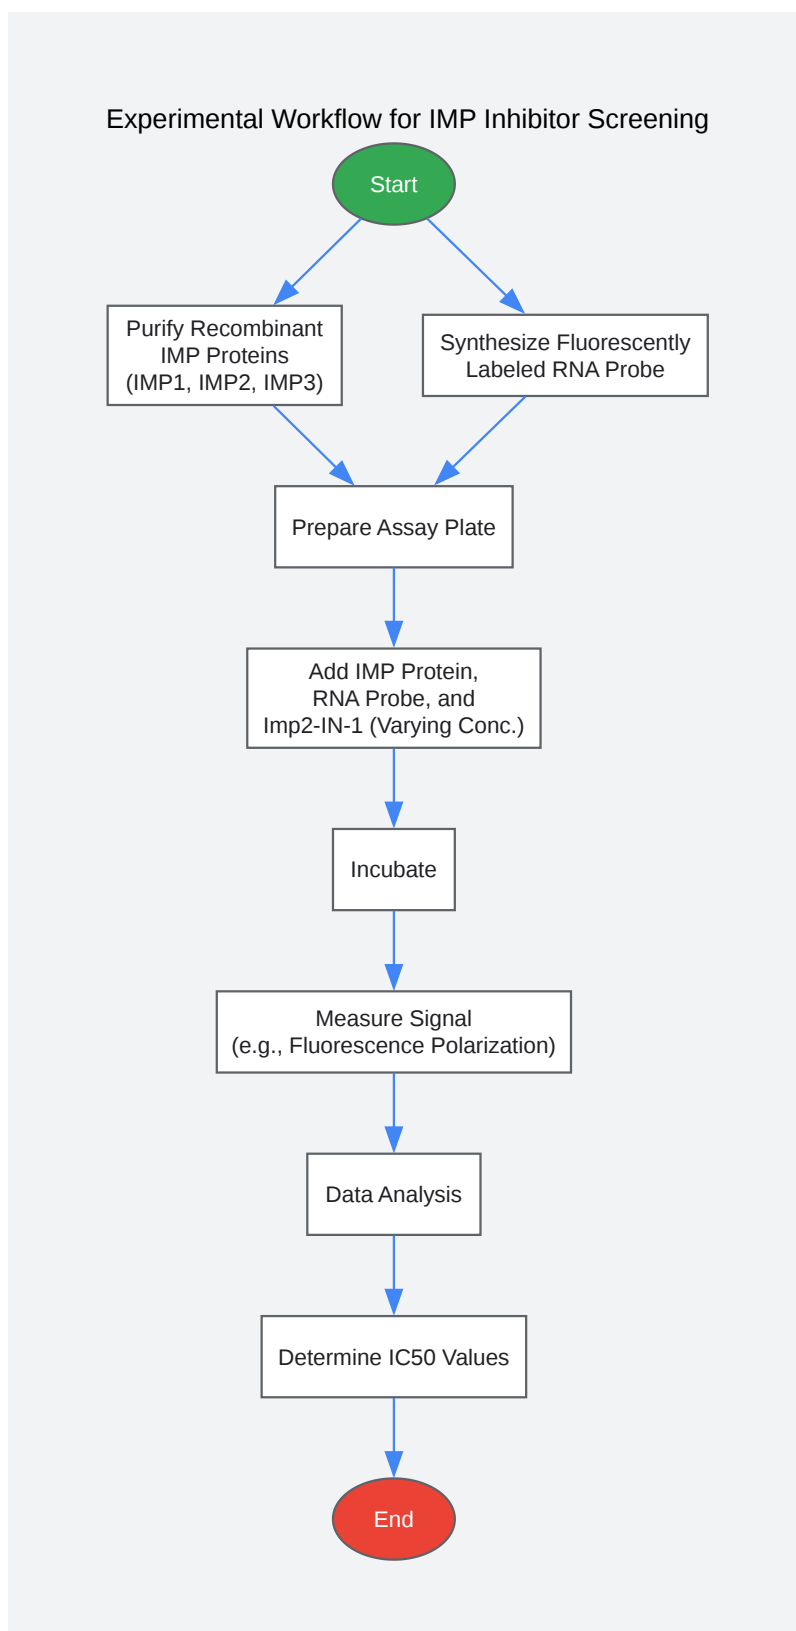 Experimental Workflow for IMP Inhibitor Screening
Start
Purify Recombinant
IMP Proteins
(IMP1, IMP2, IMP3)
Synthesize Fluorescently
Labeled RNA Probe
Prepare Assay Plate
Add IMP Protein,
RNA Probe, and
Imp2-IN-1 (Varying Conc.)
Incubate
Measure Signal
(e.g., Fluorescence Polarization)
Data Analysis
Determine IC50 Values
End